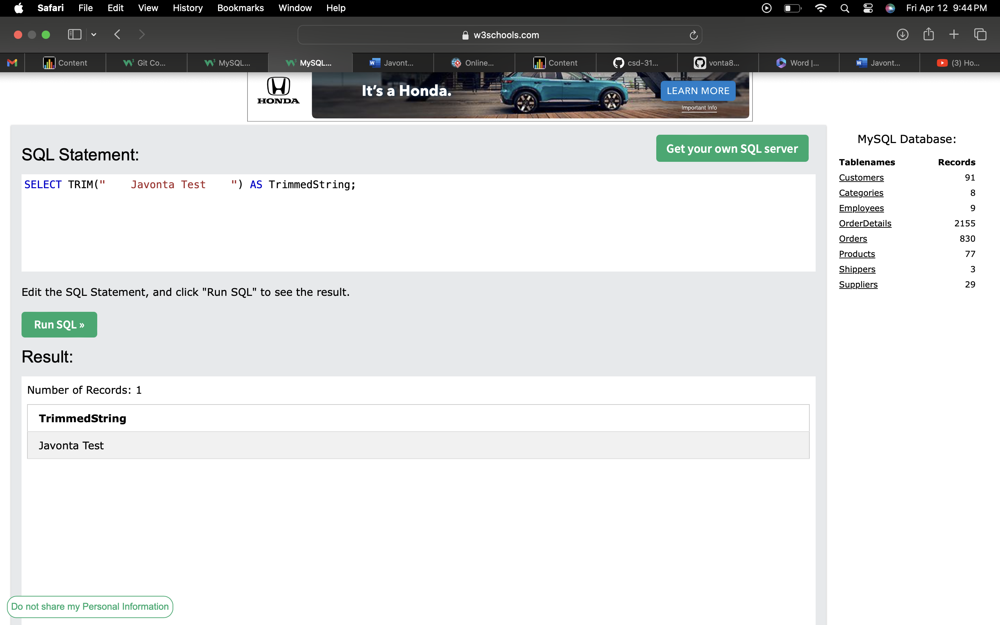 Safari File Edit View History Bookmarks Window Help Fri Apr 12 9:44 PM
w3schools.com
Content Git Co... MySQL... MySQL... Javont... Online... Content csd-31... vonta8... Word |... Javont... (3) Ho...
HONDA
It's a Honda.
LEARN MORE
Important Info
SQL Statement:
Get your own SQL server
SELECT TRIM("    Javonta Test    ") AS TrimmedString;
Edit the SQL Statement, and click "Run SQL" to see the result.
Run SQL »
Result:
Number of Records: 1
TrimmedString
Javonta Test
MySQL Database:
Tablenames Records
Customers 91
Categories 8
Employees 9
OrderDetails 2155
Orders 830
Products 77
Shippers 3
Suppliers 29
Do not share my Personal Information